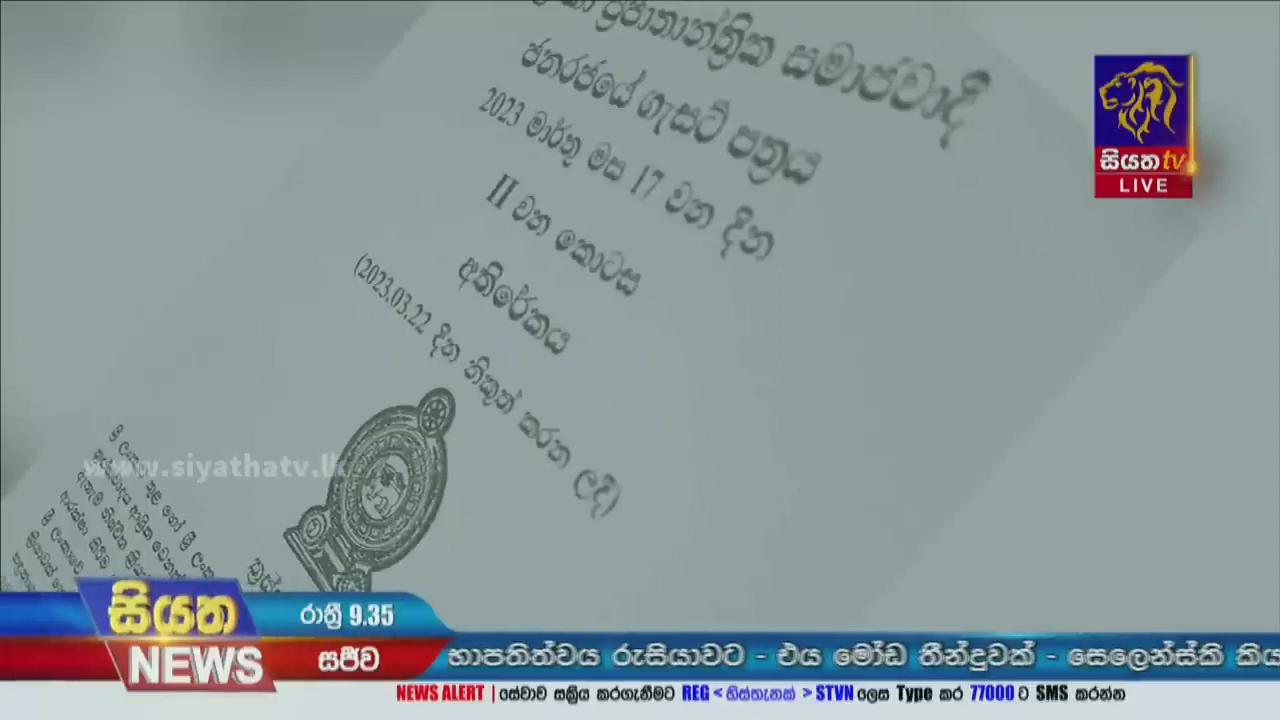 ප්‍රජාතාන්ත්‍රික සමාජවාදී
ජනරජයේ ගැසට් පත්‍රය
2023 මාර්තු මස 17 වන දින
II වන කොටස
අතිරේකය
(2023.03.22 දින නිකුත් කරන ලදී)
සියත tv
LIVE
www.siyathatv.lk
සියත
NEWS
රාත්‍රී 9.35
සජීව
භාපතිත්වය රුසියාවට - එය මෝඩ තීන්දුවක් - සෙලෙන්ස්කි කිය
NEWS ALERT | සේවාව සක්‍රිය කරගැනීමට REG < හිස්තැනක් > STVN ලෙස Type කර 77000 ට SMS කරන්න